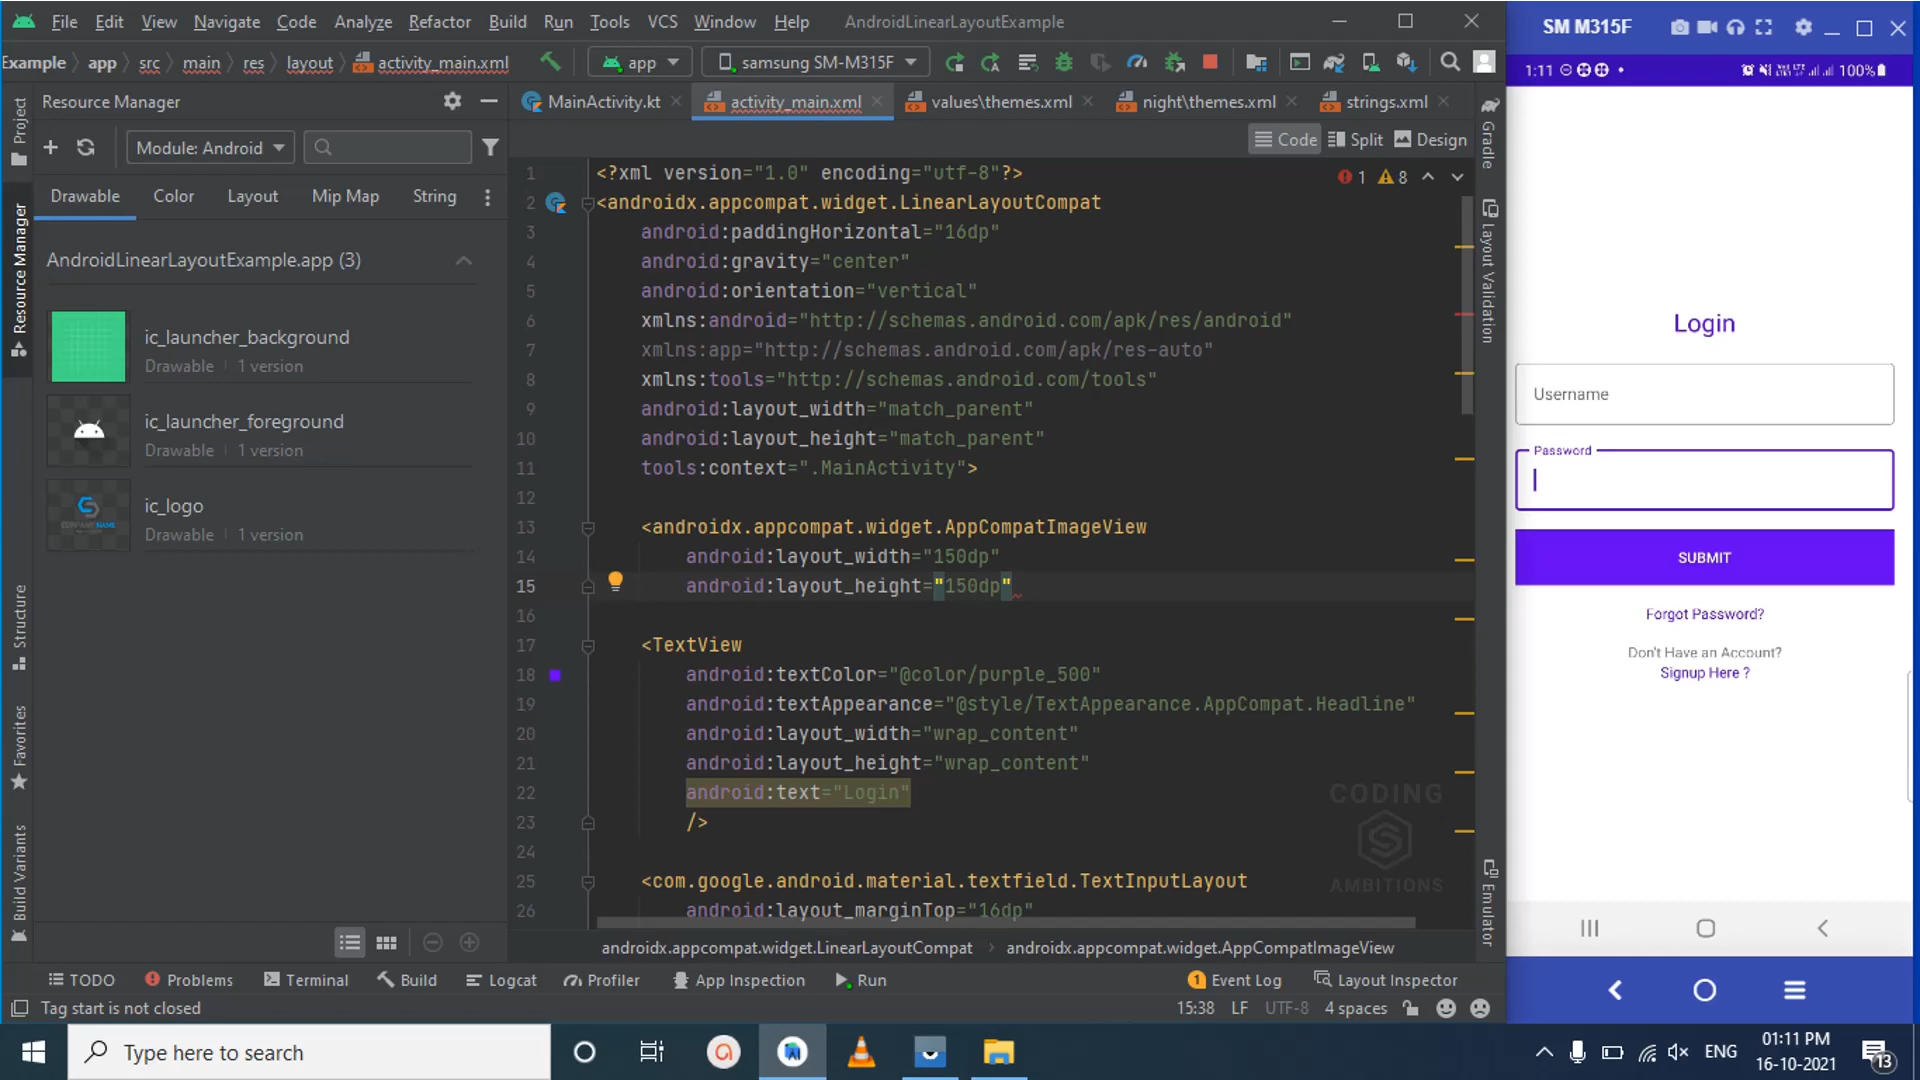 File Edit View Navigate Code Analyze Refactor Build Run Tools VCS Window Help AndroidLinearLayoutExample
Example app src main res layout activity_main.xml app samsung SM-M315F
Resource Manager
MainActivity.kt activity_main.xml values\themes.xml night\themes.xml strings.xml
Module: Android
Code Split Design
Drawable Color Layout Mip Map String
AndroidLinearLayoutExample.app (3)
ic_launcher_background
Drawable 1 version
ic_launcher_foreground
Drawable 1 version
ic_logo
Drawable 1 version
COMPANY NAME
Project
Resource Manager
Structure
Favorites
Build Variants
1 <?xml version="1.0" encoding="utf-8"?>
1 8
2 <androidx.appcompat.widget.LinearLayoutCompat
3 android:paddingHorizontal="16dp"
4 android:gravity="center"
5 android:orientation="vertical"
6 xmlns:android="http://schemas.android.com/apk/res/android"
7 xmlns:app="http://schemas.android.com/apk/res-auto"
8 xmlns:tools="http://schemas.android.com/tools"
9 android:layout_width="match_parent"
10 android:layout_height="match_parent"
11 tools:context=".MainActivity">
12
13 <androidx.appcompat.widget.AppCompatImageView
14 android:layout_width="150dp"
15 android:layout_height="150dp"
16
17 <TextView
18 android:textColor="@color/purple_500"
19 android:textAppearance="@style/TextAppearance.AppCompat.Headline"
20 android:layout_width="wrap_content"
21 android:layout_height="wrap_content"
22 android:text="Login"
23 />
24
25 <com.google.android.material.textfield.TextInputLayout
26 android:layout_marginTop="16dp"
CODING
AMBITIONS
androidx.appcompat.widget.LinearLayoutCompat androidx.appcompat.widget.AppCompatImageView
Gradle
Layout Validation
Emulator
TODO Problems Terminal Build Logcat Profiler App Inspection Run 1 Event Log Layout Inspector
Tag start is not closed 15:38 LF UTF-8 4 spaces
SM M315F
1:11 100%
Login
Username
Password
SUBMIT
Forgot Password?
Don't Have an Account?
Signup Here ?
Type here to search
ENG
01:11 PM
16-10-2021
13